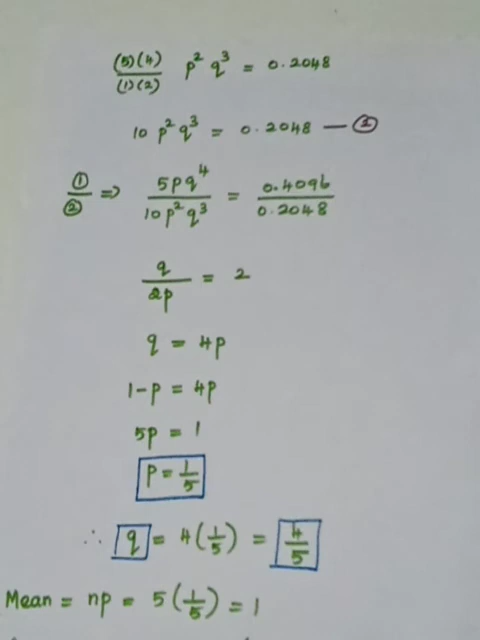 (5)(4)/(1)(2) p² q³ = 0.2048
10 p² q³ = 0.2048 — ②
①/② ⇒ 5pq⁴/10p²q³ = 0.4096/0.2048
q/2p = 2
q = 4p
1-p = 4p
5p = 1
p = 1/5
∴ q = 4(1/5) = 4/5
Mean = np = 5(1/5) = 1